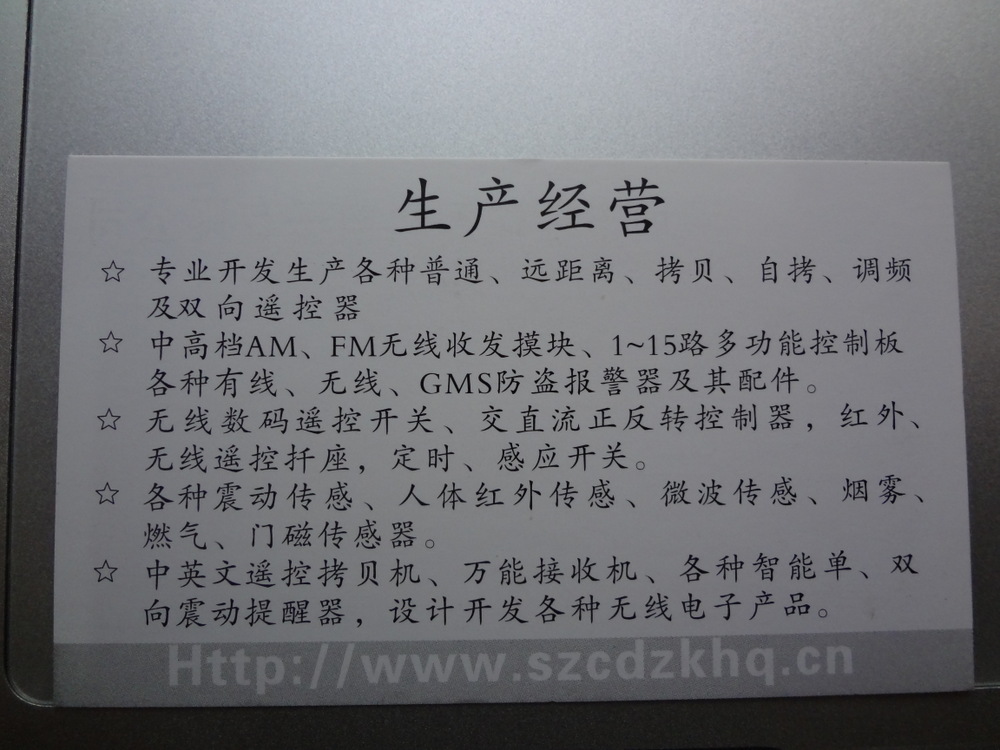 生产经营
☆ 专业开发生产各种普通、远距离、拷贝、自拷、调频
及双向遥控器
☆ 中高档AM、FM无线收发摸块、1~15路多功能控制板
各种有线、无线、GMS防盗报警器及其配件。
☆ 无线数码遥控开关、交直流正反转控制器，红外、
无线遥控扦座，定时、感应开关。
☆ 各种震动传感、人体红外传感、微波传感、烟雾、
燃气、门磁传感器。
☆ 中英文遥控拷贝机、万能接收机、各种智能单、双
向震动提醒器，设计开发各种无线电子产品。
Http://www.szcdzkhq.cn